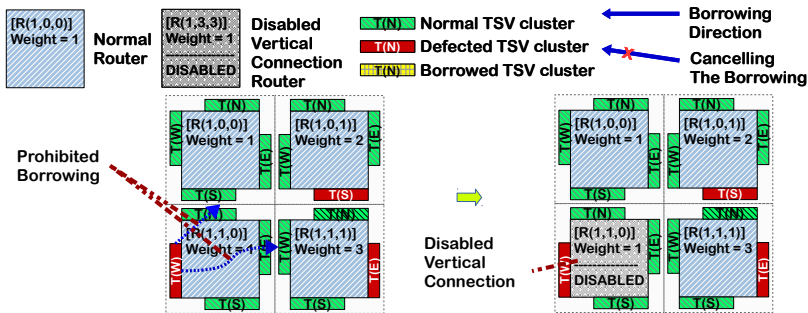 [R(1,0,0)]
Weight = 1
Normal
Router
[R(1,3,3)]
Weight = 1
DISABLED
Disabled
Vertical
Connection
Router
T(N) Normal TSV cluster
T(N) Defected TSV cluster
T(N) Borrowed TSV cluster
Borrowing
Direction
X
Cancelling
The Borrowing
Prohibited
Borrowing
T(N)
T(W)
[R(1,0,0)]
Weight = 1
T(E)
T(S)
T(N)
T(W)
[R(1,0,1)]
Weight = 2
T(E)
T(S)
T(N)
T(W)
[R(1,1,0)]
Weight = 1
T(E)
T(S)
T(N)
T(W)
[R(1,1,1)]
Weight = 3
T(E)
T(S)
Disabled
Vertical
Connection
T(N)
T(W)
[R(1,0,0)]
Weight = 1
T(E)
T(S)
T(N)
T(W)
[R(1,0,1)]
Weight = 2
T(E)
T(S)
T(N)
T(W)
[R(1,1,0)]
Weight = 1
DISABLED
T(E)
T(S)
T(N)
T(W)
[R(1,1,1)]
Weight = 3
T(E)
T(S)